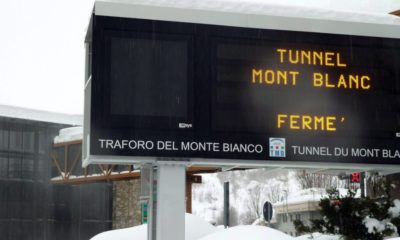 TUNNEL
MONT BLANC
FERME'
TRAFORO DEL MONTE BIANCO TUNNEL DU MONT BLA